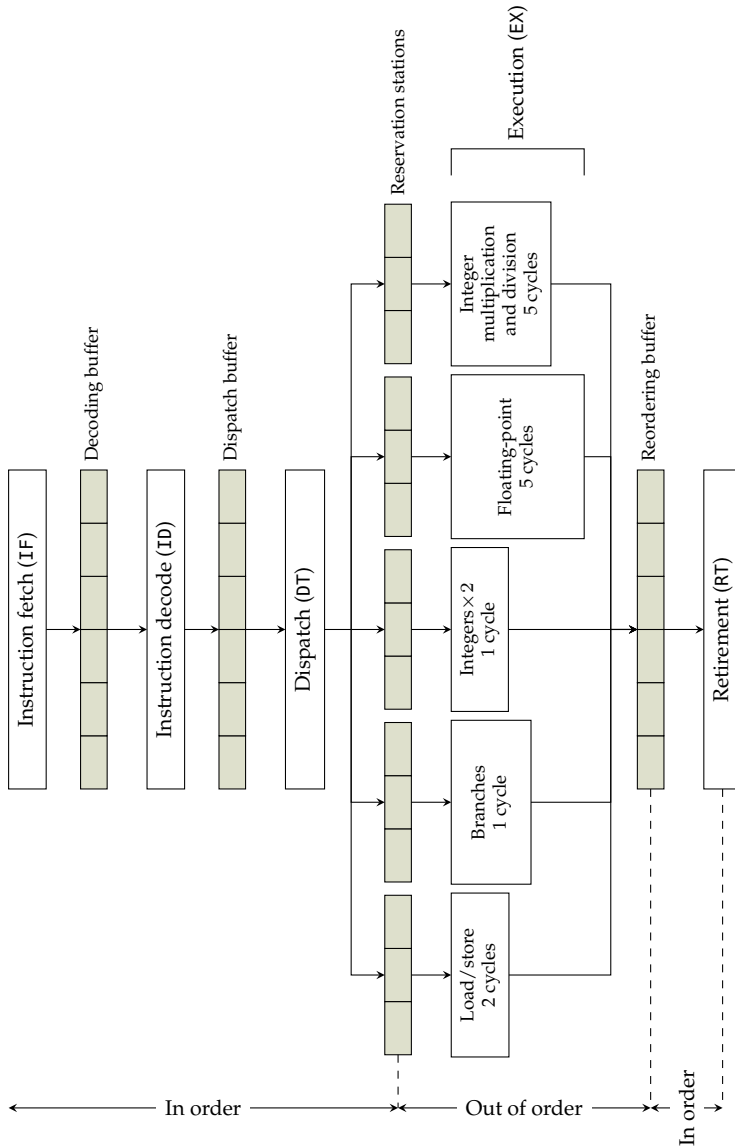 Instruction fetch (IF)
Decoding buffer
Instruction decode (ID)
Dispatch buffer
Dispatch (DT)
Reservation stations
Load/store
2 cycles
Branches
1 cycle
Integers×2
1 cycle
Floating-point
5 cycles
Integer
multiplication
and division
5 cycles
Execution (EX)
Reordering buffer
Retirement (RT)
In order
Out of order
In order